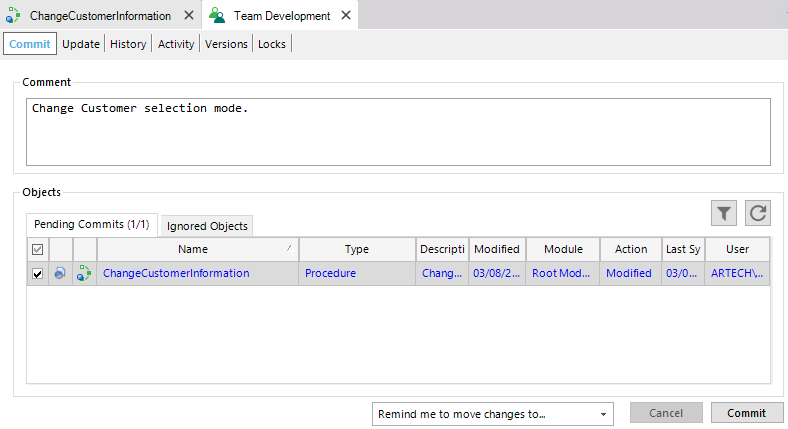 ChangeCustomerInformation Team Development
Commit Update History Activity Versions Locks
Comment
Change Customer selection mode.
Objects
Pending Commits (1/1) Ignored Objects
Name Type Descripti Modified Module Action Last Sy User
ChangeCustomerInformation Procedure Chang... 03/08/2... Root Mod... Modified 03/0... ARTECH\...
Remind me to move changes to... Cancel Commit